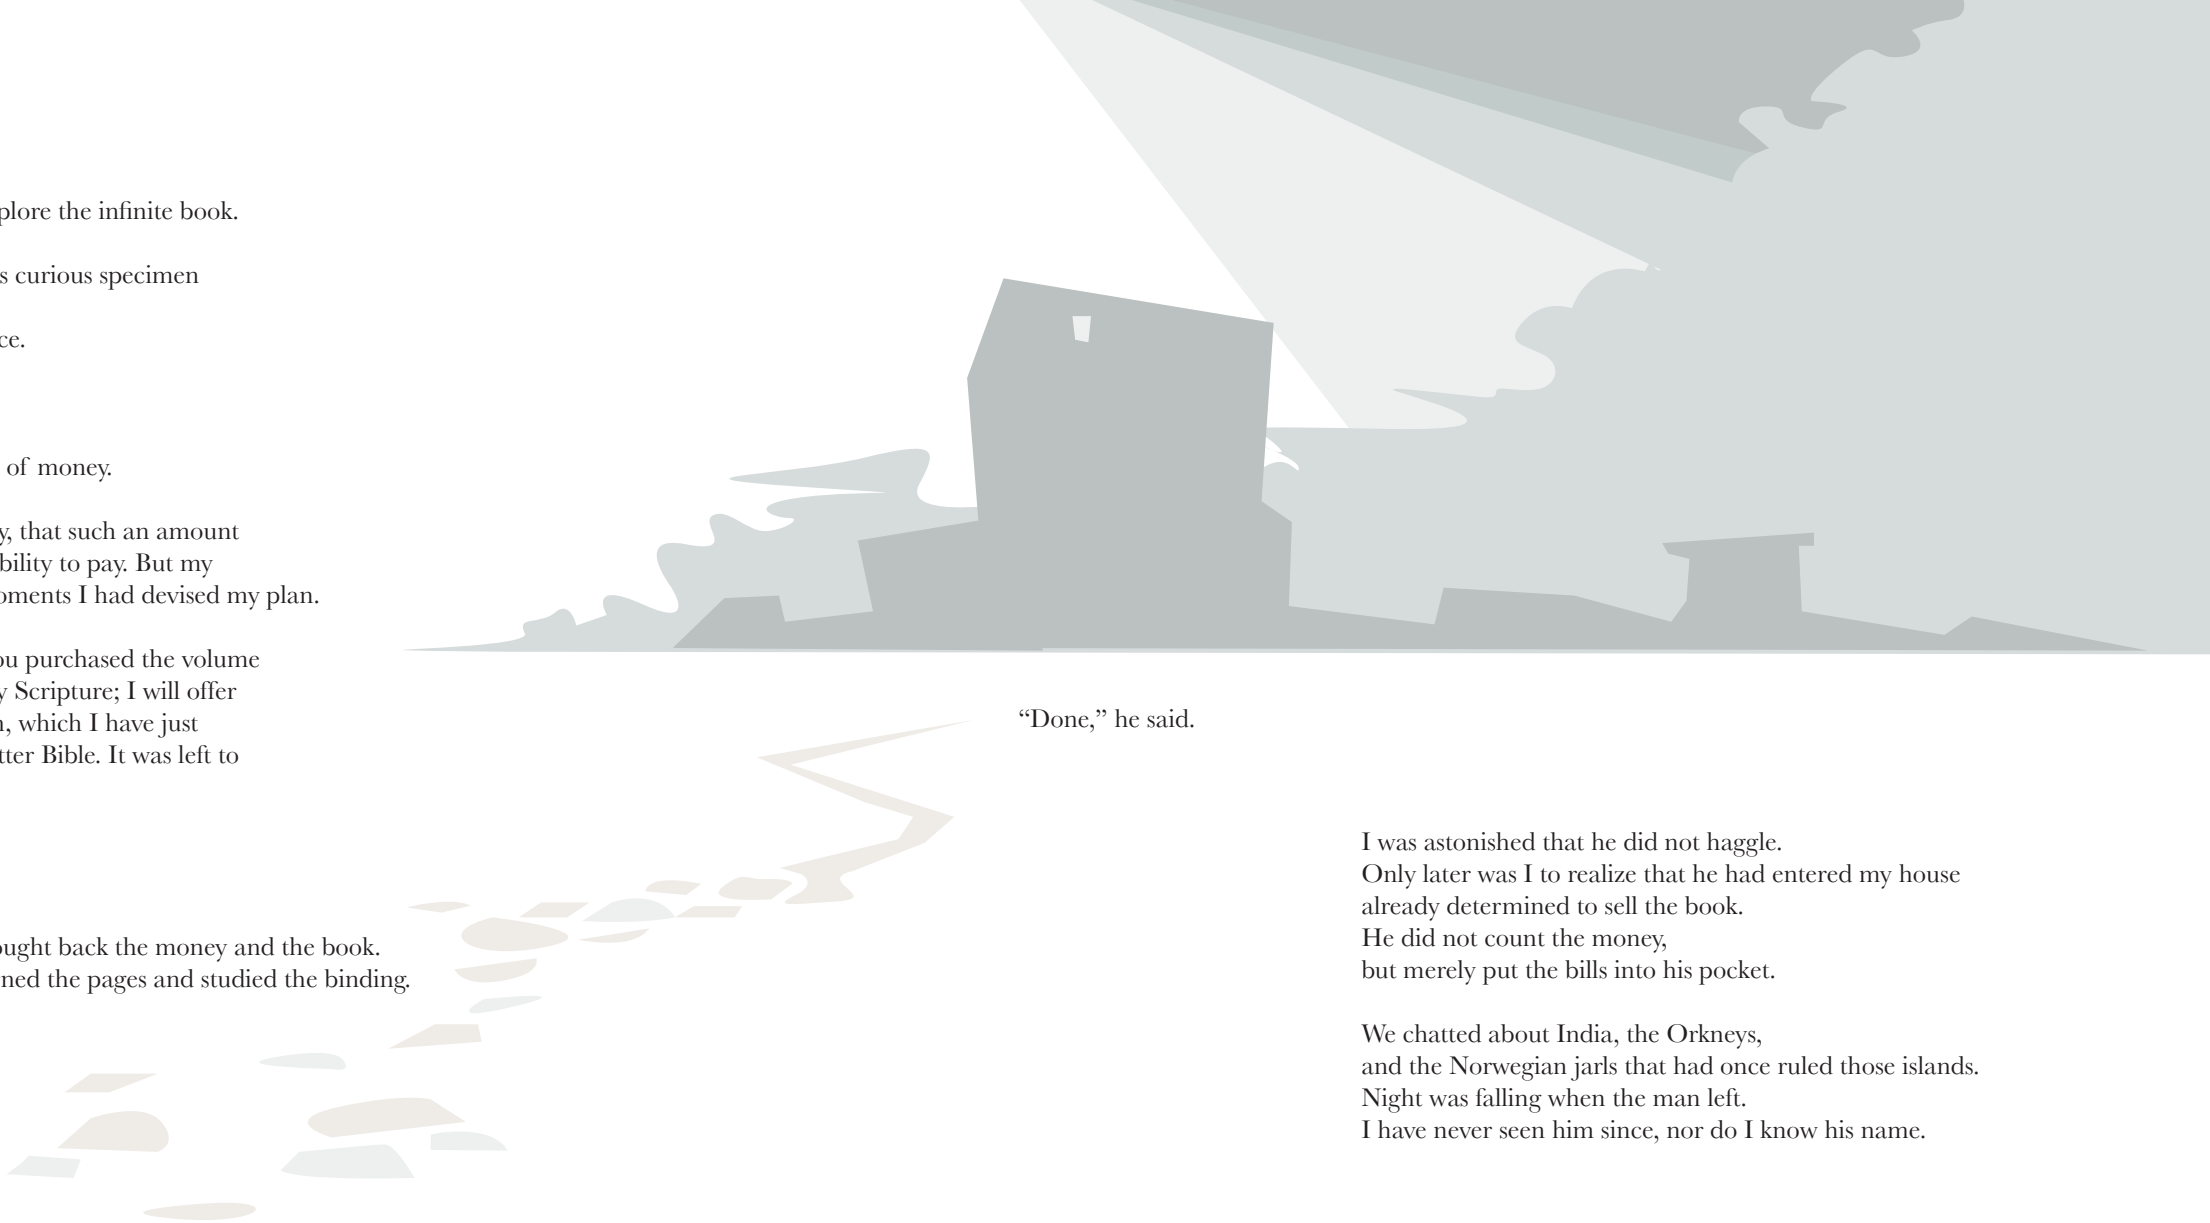 plore the infinite book.
s curious specimen
ce.
of money.
y, that such an amount
bility to pay. But my
oments I had devised my plan.
ou purchased the volume
y Scripture; I will offer
n, which I have just
tter Bible. It was left to
ought back the money and the book.
ned the pages and studied the binding.
“Done,” he said.
I was astonished that he did not haggle.
Only later was I to realize that he had entered my house
already determined to sell the book.
He did not count the money,
but merely put the bills into his pocket.
We chatted about India, the Orkneys,
and the Norwegian jarls that had once ruled those islands.
Night was falling when the man left.
I have never seen him since, nor do I know his name.